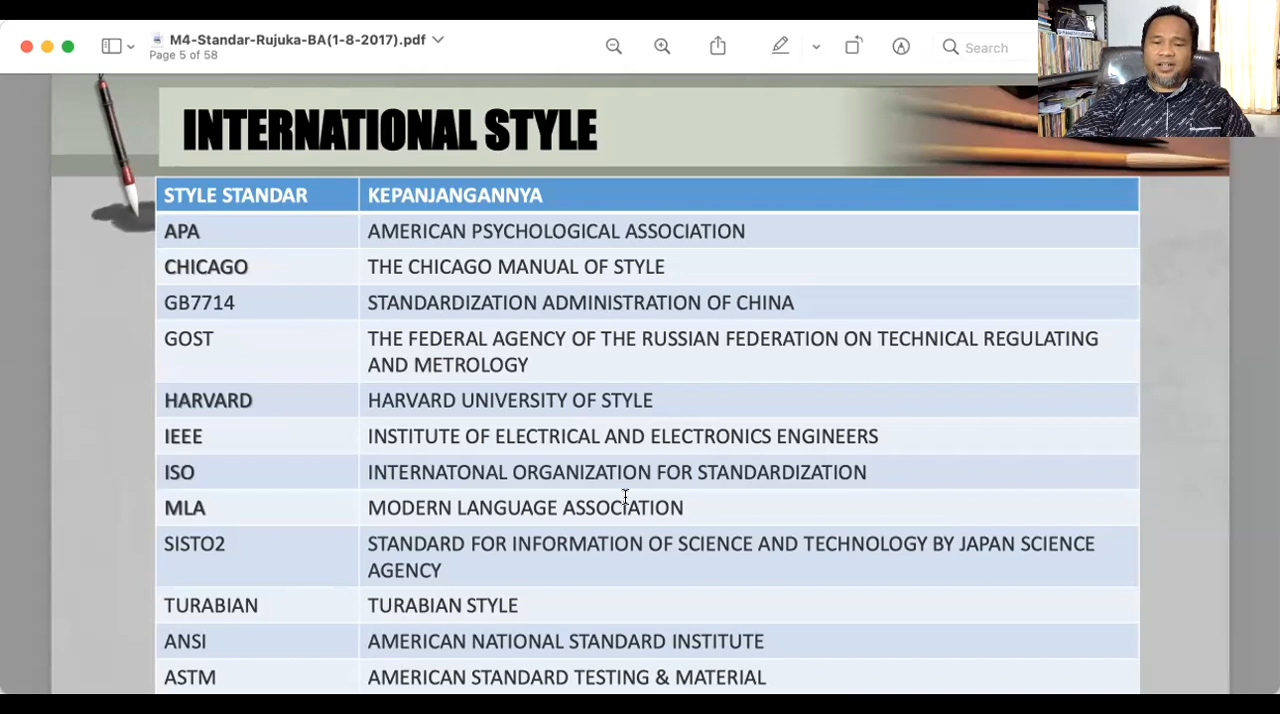 M4-Standar-Rujuka-BA(1-8-2017).pdf
Page 5 of 58
Search
INTERNATIONAL STYLE
STYLE STANDAR KEPANJANGANNYA
APA AMERICAN PSYCHOLOGICAL ASSOCIATION
CHICAGO THE CHICAGO MANUAL OF STYLE
GB7714 STANDARDIZATION ADMINISTRATION OF CHINA
GOST THE FEDERAL AGENCY OF THE RUSSIAN FEDERATION ON TECHNICAL REGULATING
AND METROLOGY
HARVARD HARVARD UNIVERSITY OF STYLE
IEEE INSTITUTE OF ELECTRICAL AND ELECTRONICS ENGINEERS
ISO INTERNATONAL ORGANIZATION FOR STANDARDIZATION
MLA MODERN LANGUAGE ASSOCIATION
SISTO2 STANDARD FOR INFORMATION OF SCIENCE AND TECHNOLOGY BY JAPAN SCIENCE
AGENCY
TURABIAN TURABIAN STYLE
ANSI AMERICAN NATIONAL STANDARD INSTITUTE
ASTM AMERICAN STANDARD TESTING & MATERIAL